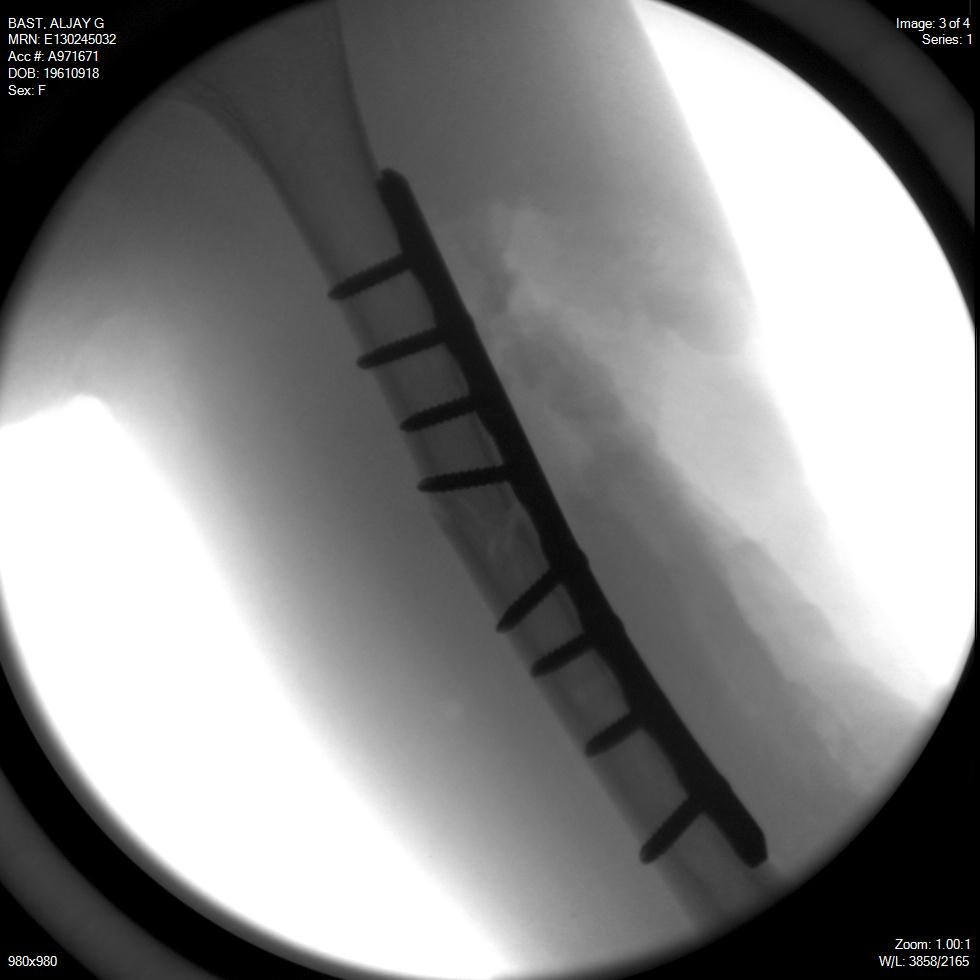 BAST, ALJAY G
MRN: E130245032
Acc #: A971671
DOB: 19610918
Sex: F
Image: 3 of 4
Series: 1
980x980
Zoom: 1.00:1
W/L: 3858/2165